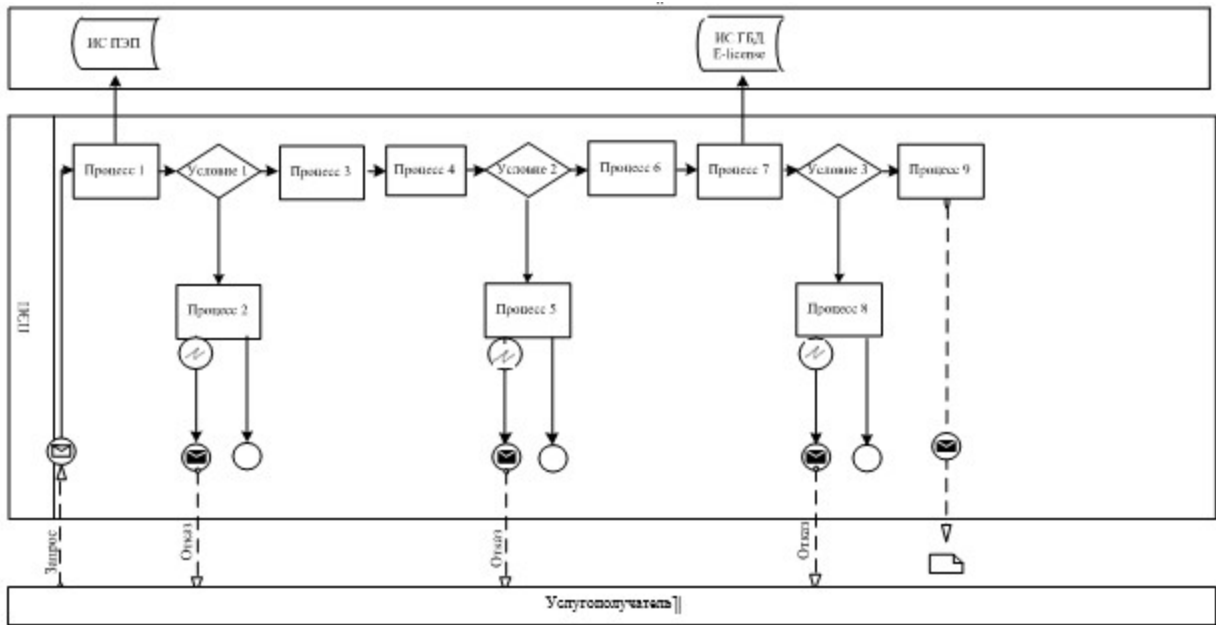 ИС ПЭП
ИС ГБД
E-license
Процесс 1
Условие 1
Процесс 3
Процесс 4
Условие 2
Процесс 6
Процесс 7
Условие 3
Процесс 9
ПЭП
Процесс 2
Процесс 5
Процесс 8
Запрос
Отказ
Отказ
Отказ
Услугополучатель